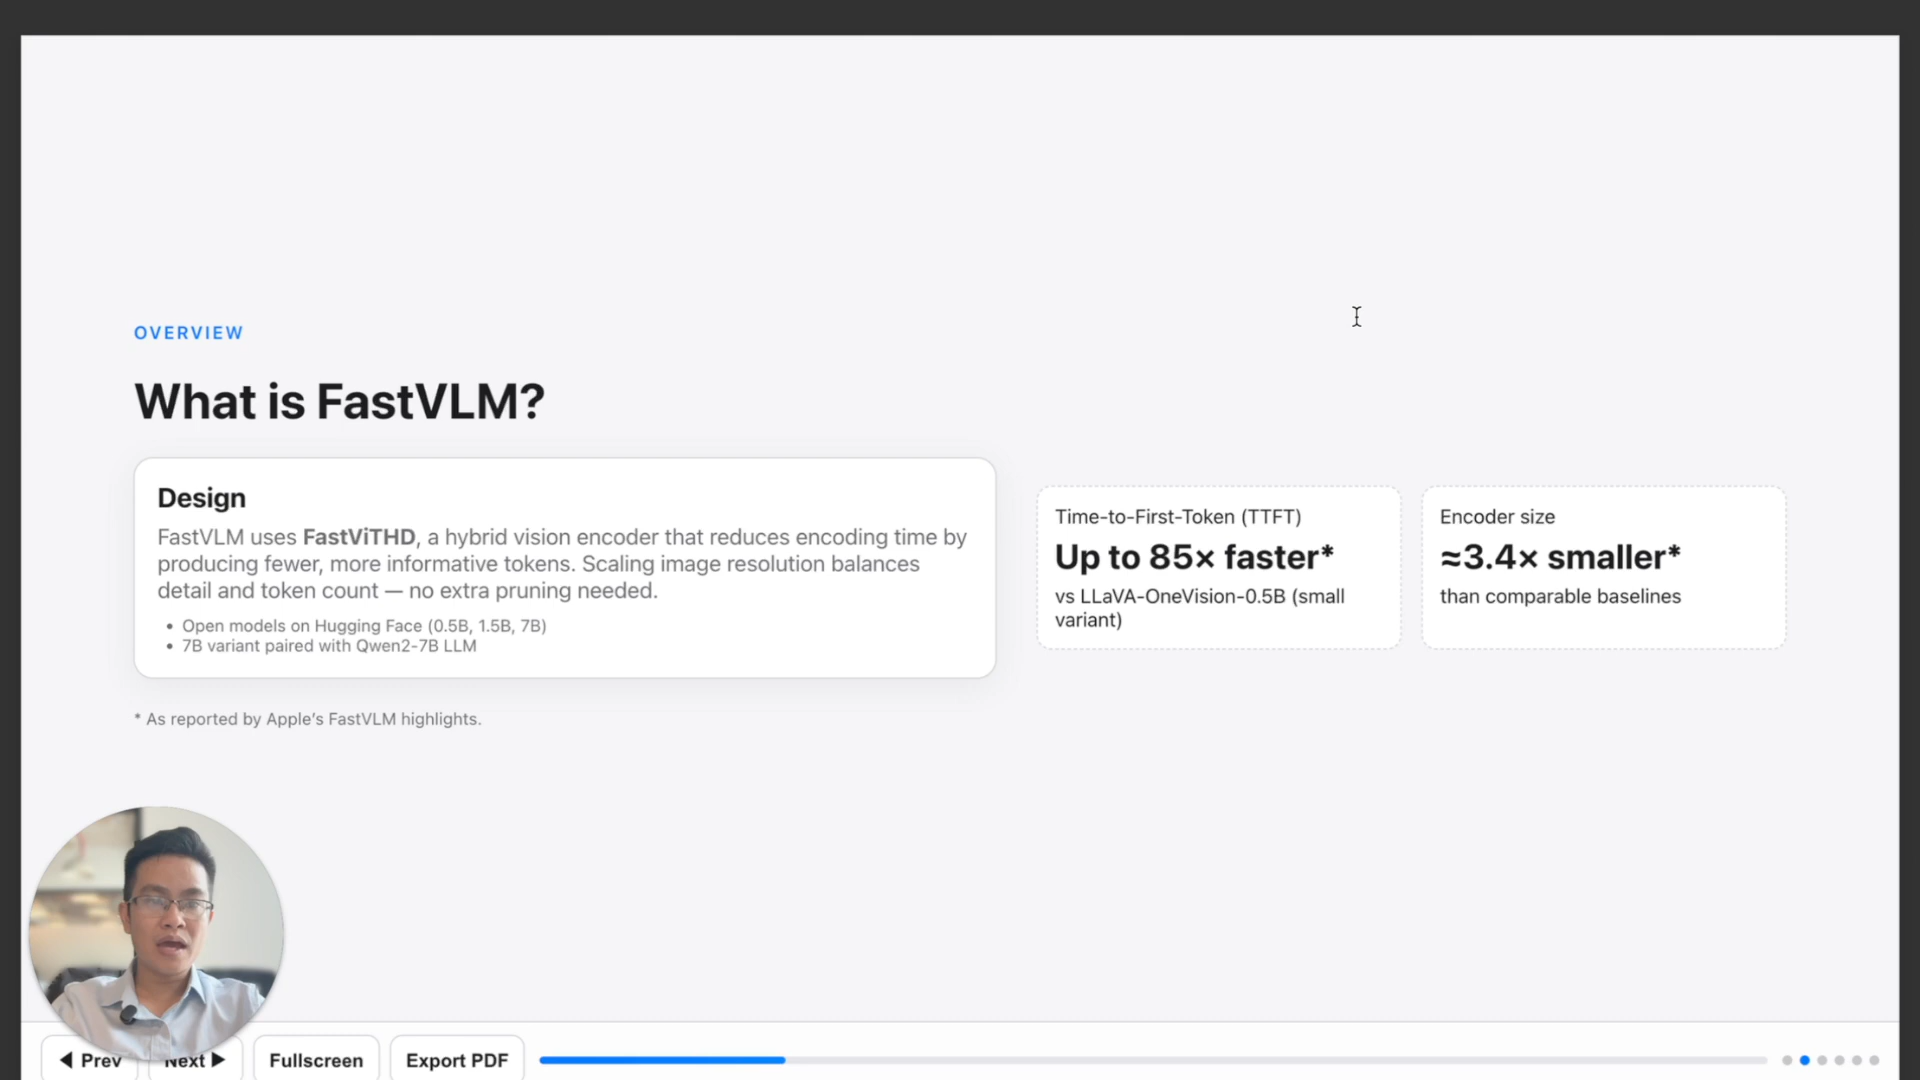 OVERVIEW
What is FastVLM?
Design
FastVLM uses FastViTHD, a hybrid vision encoder that reduces encoding time by
producing fewer, more informative tokens. Scaling image resolution balances
detail and token count — no extra pruning needed.
• Open models on Hugging Face (0.5B, 1.5B, 7B)
• 7B variant paired with Qwen2-7B LLM
Time-to-First-Token (TTFT)
Up to 85× faster*
vs LLaVA-OneVision-0.5B (small
variant)
Encoder size
≈3.4× smaller*
than comparable baselines
* As reported by Apple's FastVLM highlights.
◀ Prev
Next ▶
Fullscreen
Export PDF